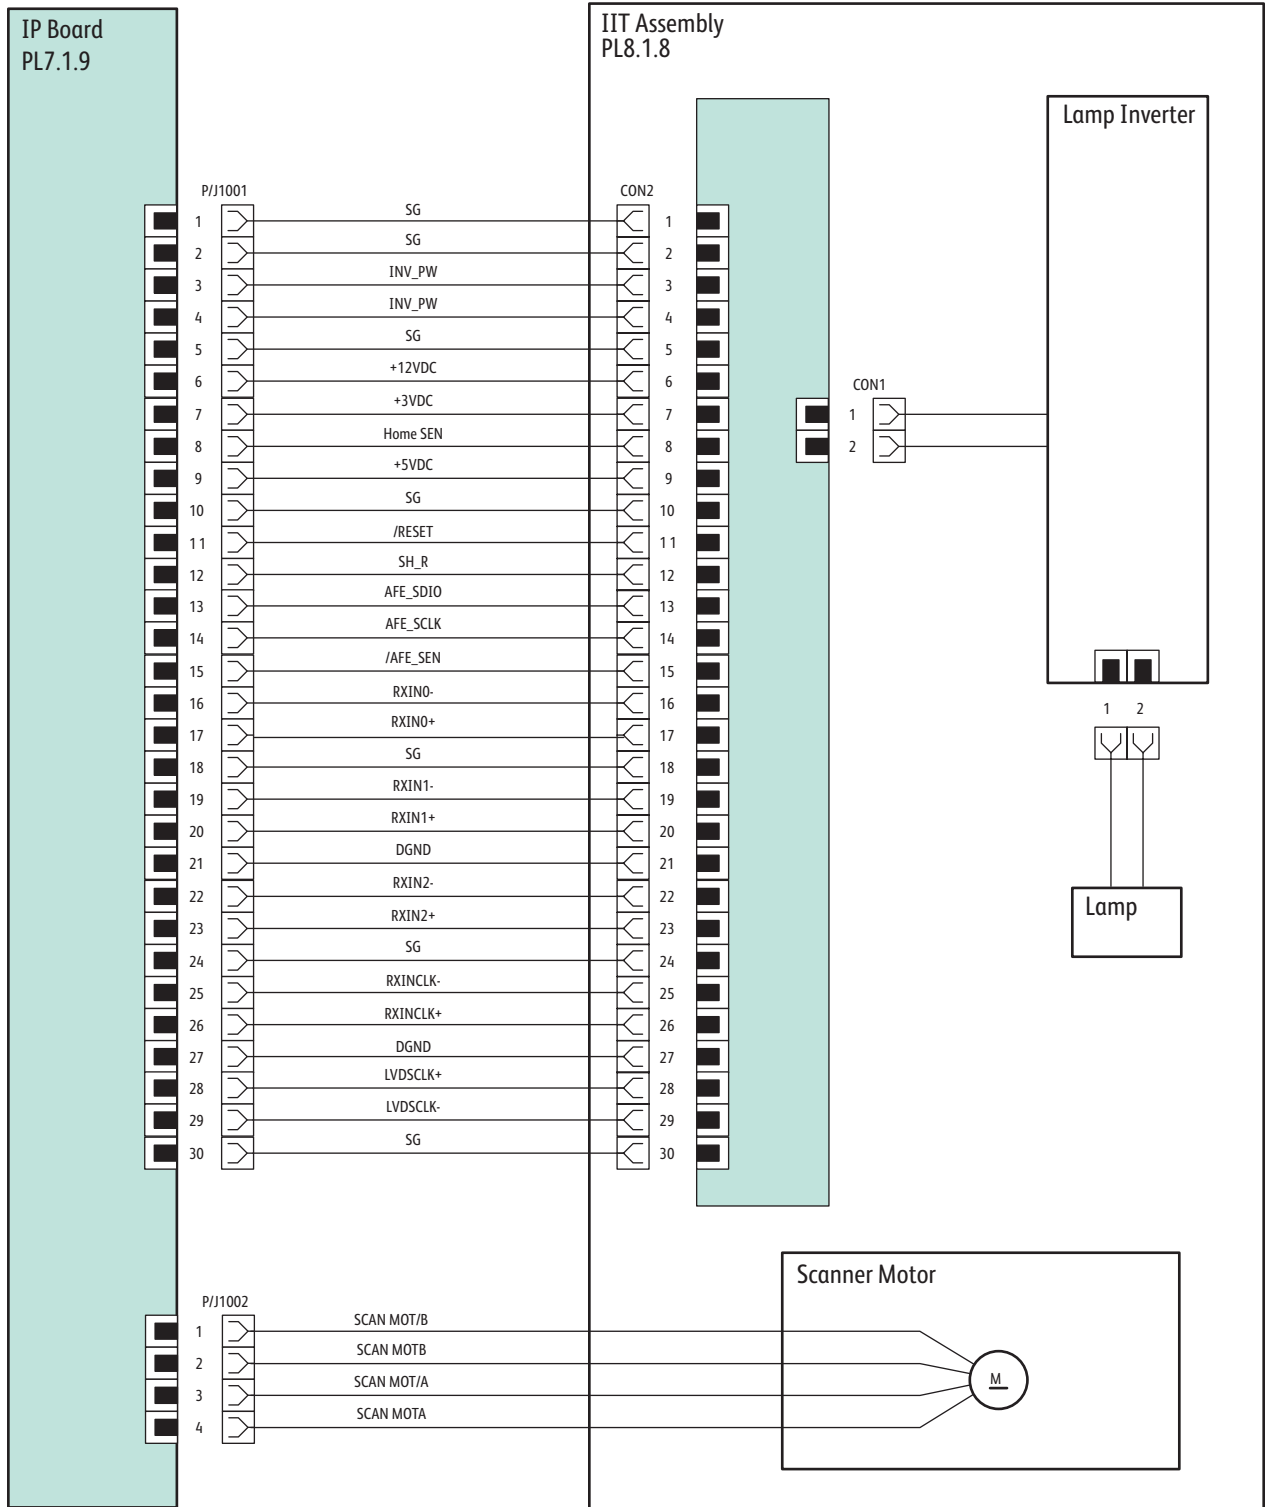 IP Board
PL7.1.9
IIT Assembly
PL8.1.8
Lamp Inverter
P/J1001
CON2
1 SG 1
2 SG 2
3 INV_PW 3
4 INV_PW 4
5 SG 5
6 +12VDC 6
7 +3VDC 7
8 Home SEN 8
9 +5VDC 9
10 SG 10
11 /RESET 11
12 SH_R 12
13 AFE_SDIO 13
14 AFE_SCLK 14
15 /AFE_SEN 15
16 RXIN0- 16
17 RXIN0+ 17
18 SG 18
19 RXIN1- 19
20 RXIN1+ 20
21 DGND 21
22 RXIN2- 22
23 RXIN2+ 23
24 SG 24
25 RXINCLK- 25
26 RXINCLK+ 26
27 DGND 27
28 LVDSCLK+ 28
29 LVDSCLK- 29
30 SG 30
CON1
1
2
1 2
Lamp
Scanner Motor
P/J1002
1 SCAN MOT/B
2 SCAN MOTB
3 SCAN MOT/A
4 SCAN MOTA
M